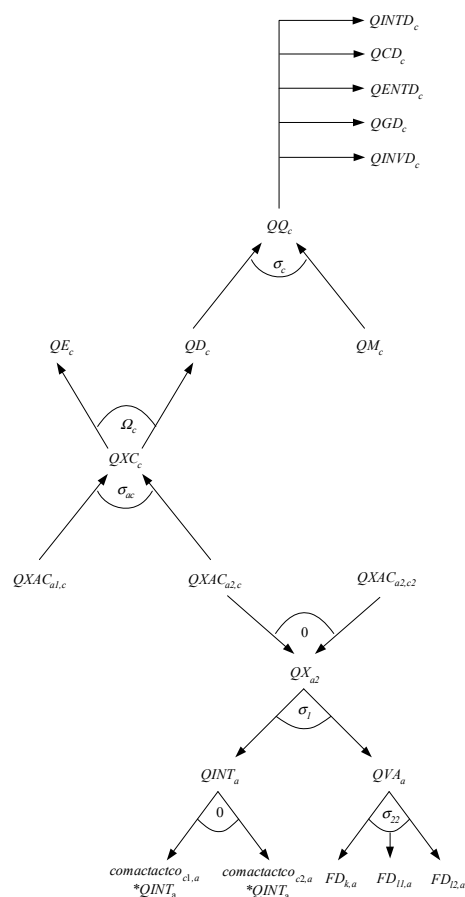 QINTD_c
QCD_c
QENTD_c
QGD_c
QINVD_c
QQ_c
σ_c
QE_c
QD_c
QM_c
Ω_c
QXC_c
σ_ac
QXAC_a1,c
QXAC_a2,c
QXAC_a2,c2
0
QX_a2
σ_1
QINT_a
QVA_a
0
σ_22
comactactco_c1,a
*QINT_a
comactactco_c2,a
*QINT_a
FD_k,a
FD_l1,a
FD_l2,a